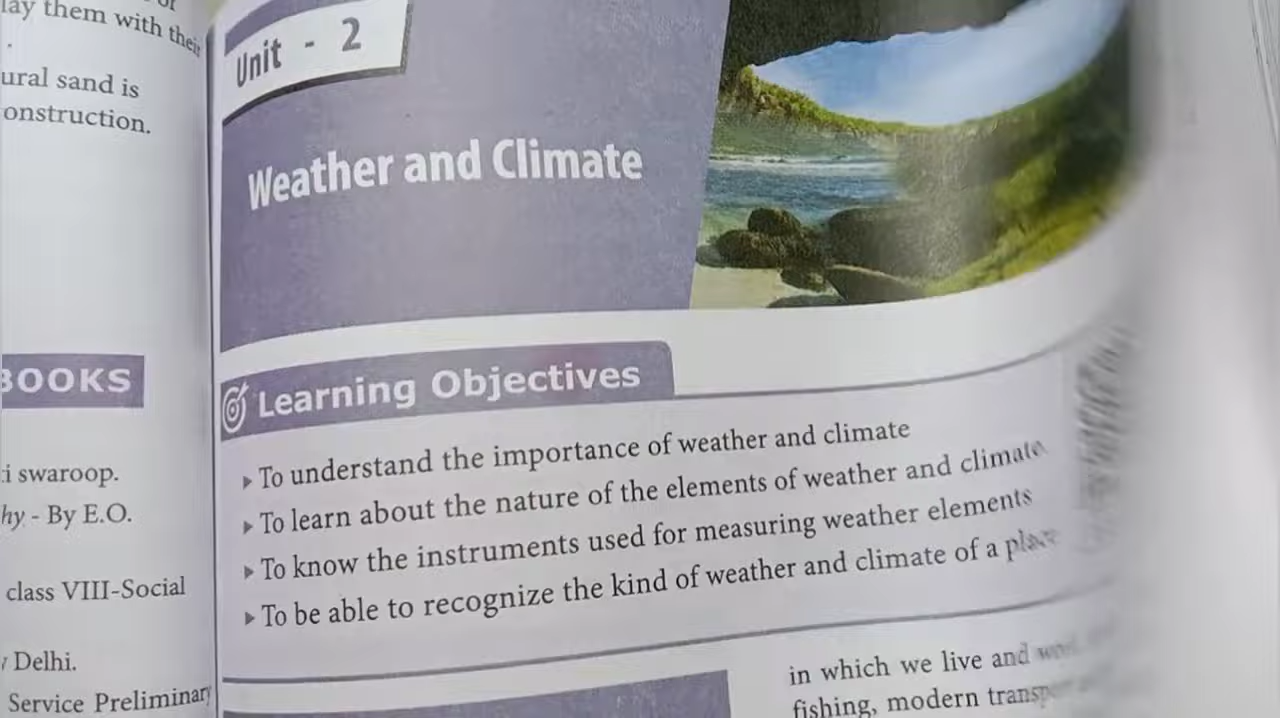 lay them with their
ural sand is
onstruction.
BOOKS
i swaroop.
hy - By E.O.
class VIII-Social
Delhi.
Service Preliminary
Unit - 2
Weather and Climate
Learning Objectives
▸ To understand the importance of weather and climate
▸ To learn about the nature of the elements of weather and climate
▸ To know the instruments used for measuring weather elements
▸ To be able to recognize the kind of weather and climate of a place
in which we live and
fishing, modern